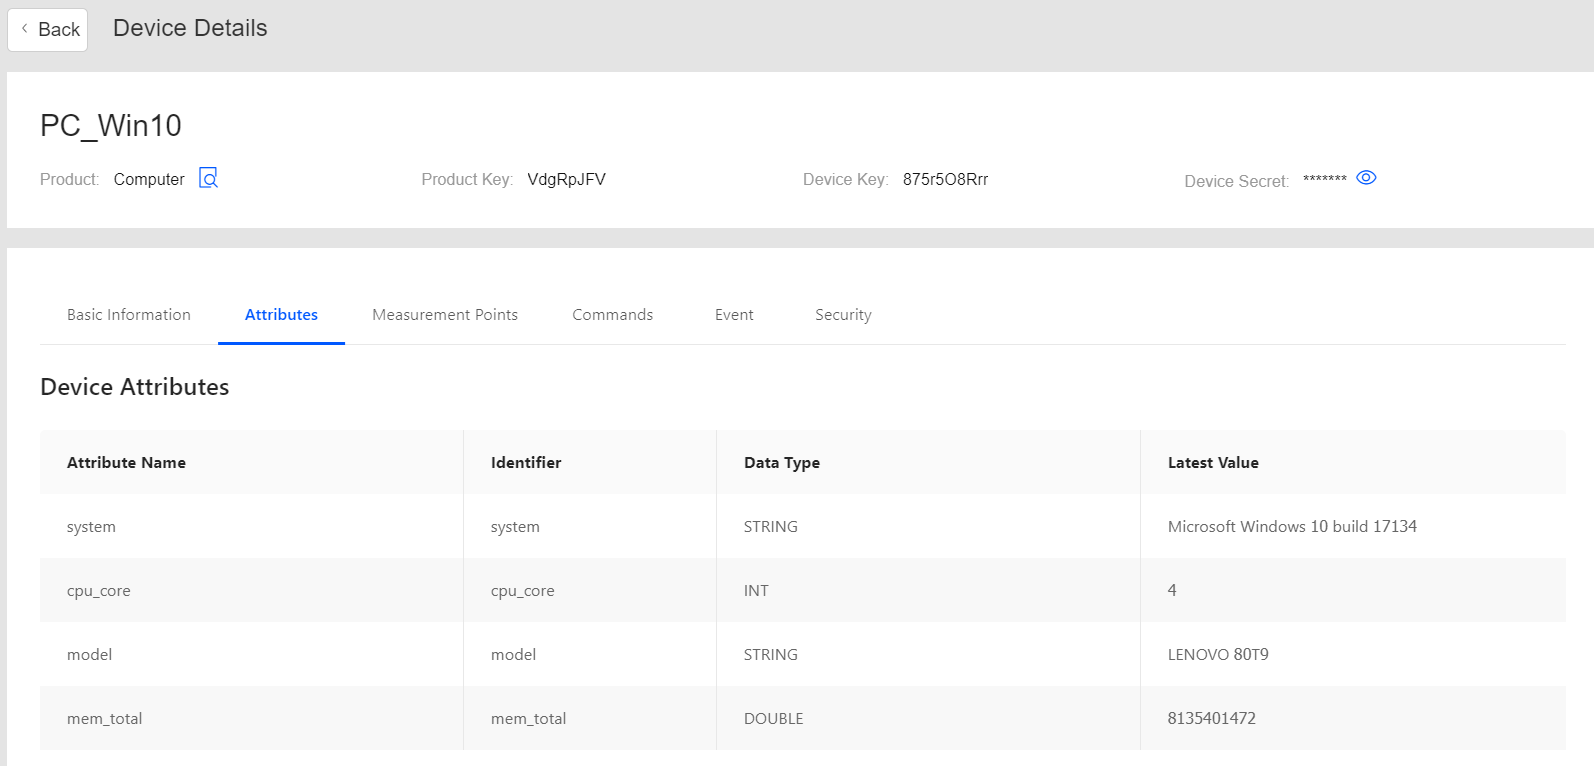 Back Device Details
PC_Win10
Product: Computer Product Key: VdgRpJFV Device Key: 875r5O8Rrr Device Secret: *******
Basic Information Attributes Measurement Points Commands Event Security
Device Attributes
Attribute Name Identifier Data Type Latest Value
system system STRING Microsoft Windows 10 build 17134
cpu_core cpu_core INT 4
model model STRING LENOVO 80T9
mem_total mem_total DOUBLE 8135401472